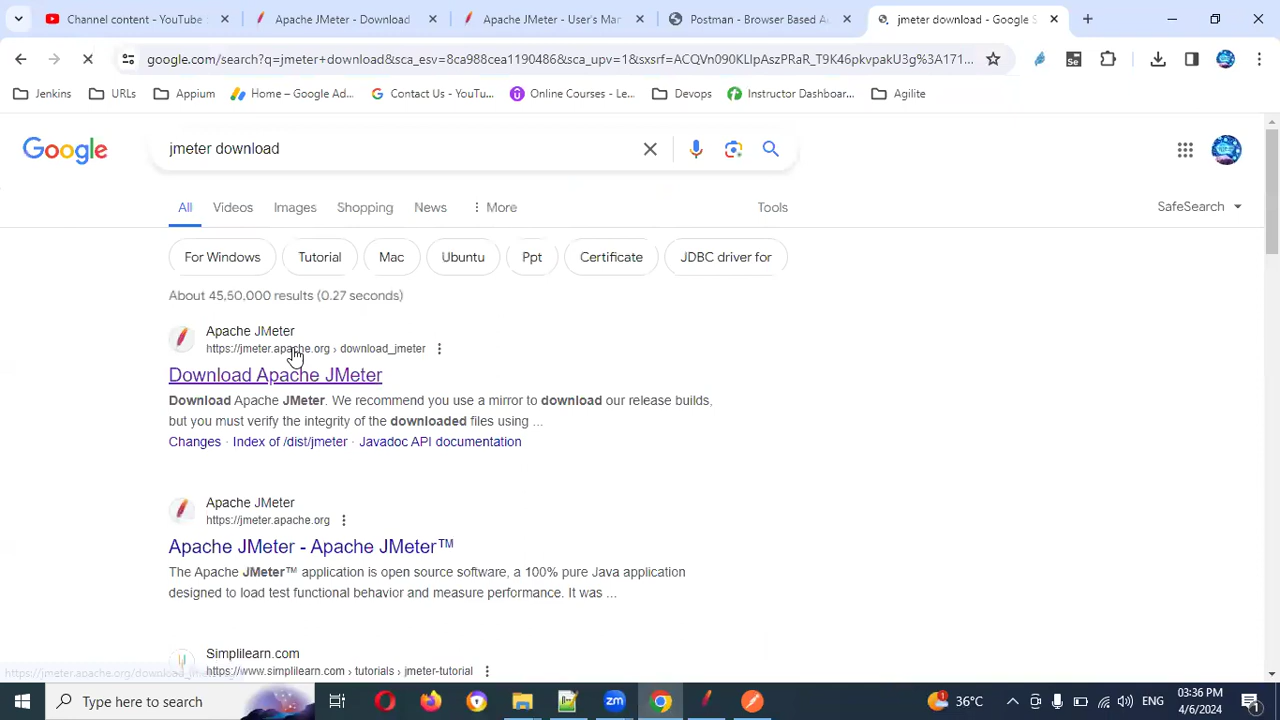 Channel content - YouTube
Apache JMeter - Download
Apache JMeter - User's Man
Postman - Browser Based A
jmeter download - Google S
google.com/search?q=jmeter+download&sca_esv=8ca988cea1190486&sca_upv=1&sxsrf=ACQVn090KLlpAszPRaR_T9K46pkvpakU3g%3A171...
Jenkins
URLs
Appium
Home – Google Ad...
Contact Us - YouTu...
Online Courses - Le...
Devops
Instructor Dashboar...
Agilite
Google
jmeter download
All
Videos
Images
Shopping
News
More
Tools
SafeSearch
For Windows
Tutorial
Mac
Ubuntu
Ppt
Certificate
JDBC driver for
About 45,50,000 results (0.27 seconds)
Apache JMeter
https://jmeter.apache.org › download_jmeter
Download Apache JMeter
Download Apache JMeter. We recommend you use a mirror to download our release builds,
but you must verify the integrity of the downloaded files using ...
Changes · Index of /dist/jmeter · Javadoc API documentation
Apache JMeter
https://jmeter.apache.org
Apache JMeter - Apache JMeter™
The Apache JMeter™ application is open source software, a 100% pure Java application
designed to load test functional behavior and measure performance. It was ...
Simplilearn.com
https://www.simplilearn.com › tutorials › jmeter-tutorial
Type here to search
36°C
ENG
03:36 PM
4/6/2024